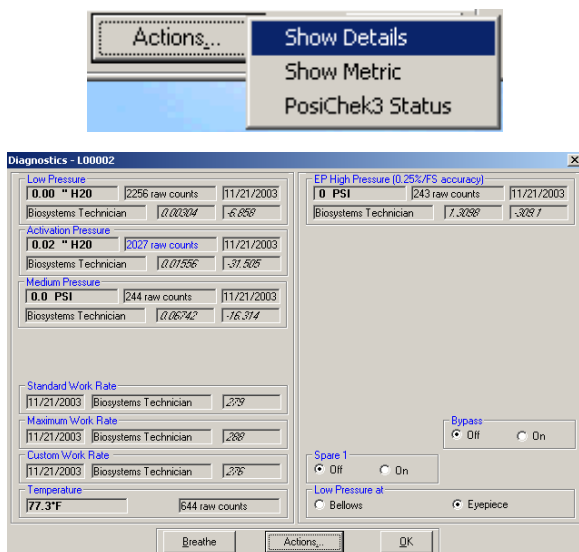 Actions...
Show Details
Show Metric
PosiChek3 Status
Diagnostics - L00002
Low Pressure
0.00 " H20 2256 raw counts 11/21/2003
Biosystems Technician 0.00304 -6.858
Activation Pressure
0.02 " H20 2027 raw counts 11/21/2003
Biosystems Technician 0.01556 -31.505
Medium Pressure
0.0 PSI 244 raw counts 11/21/2003
Biosystems Technician 0.06742 -16.314
Standard Work Rate
11/21/2003 Biosystems Technician .279
Maximum Work Rate
11/21/2003 Biosystems Technician .288
Custom Work Rate
11/21/2003 Biosystems Technician .276
Temperature
77.3°F 644 raw counts
EP High Pressure (0.25%/FS accuracy)
0 PSI 243 raw counts 11/21/2003
Biosystems Technician 1.3098 -309.1
Bypass
Off On
Spare 1
Off On
Low Pressure at
Bellows Eyepiece
Breathe Actions... OK